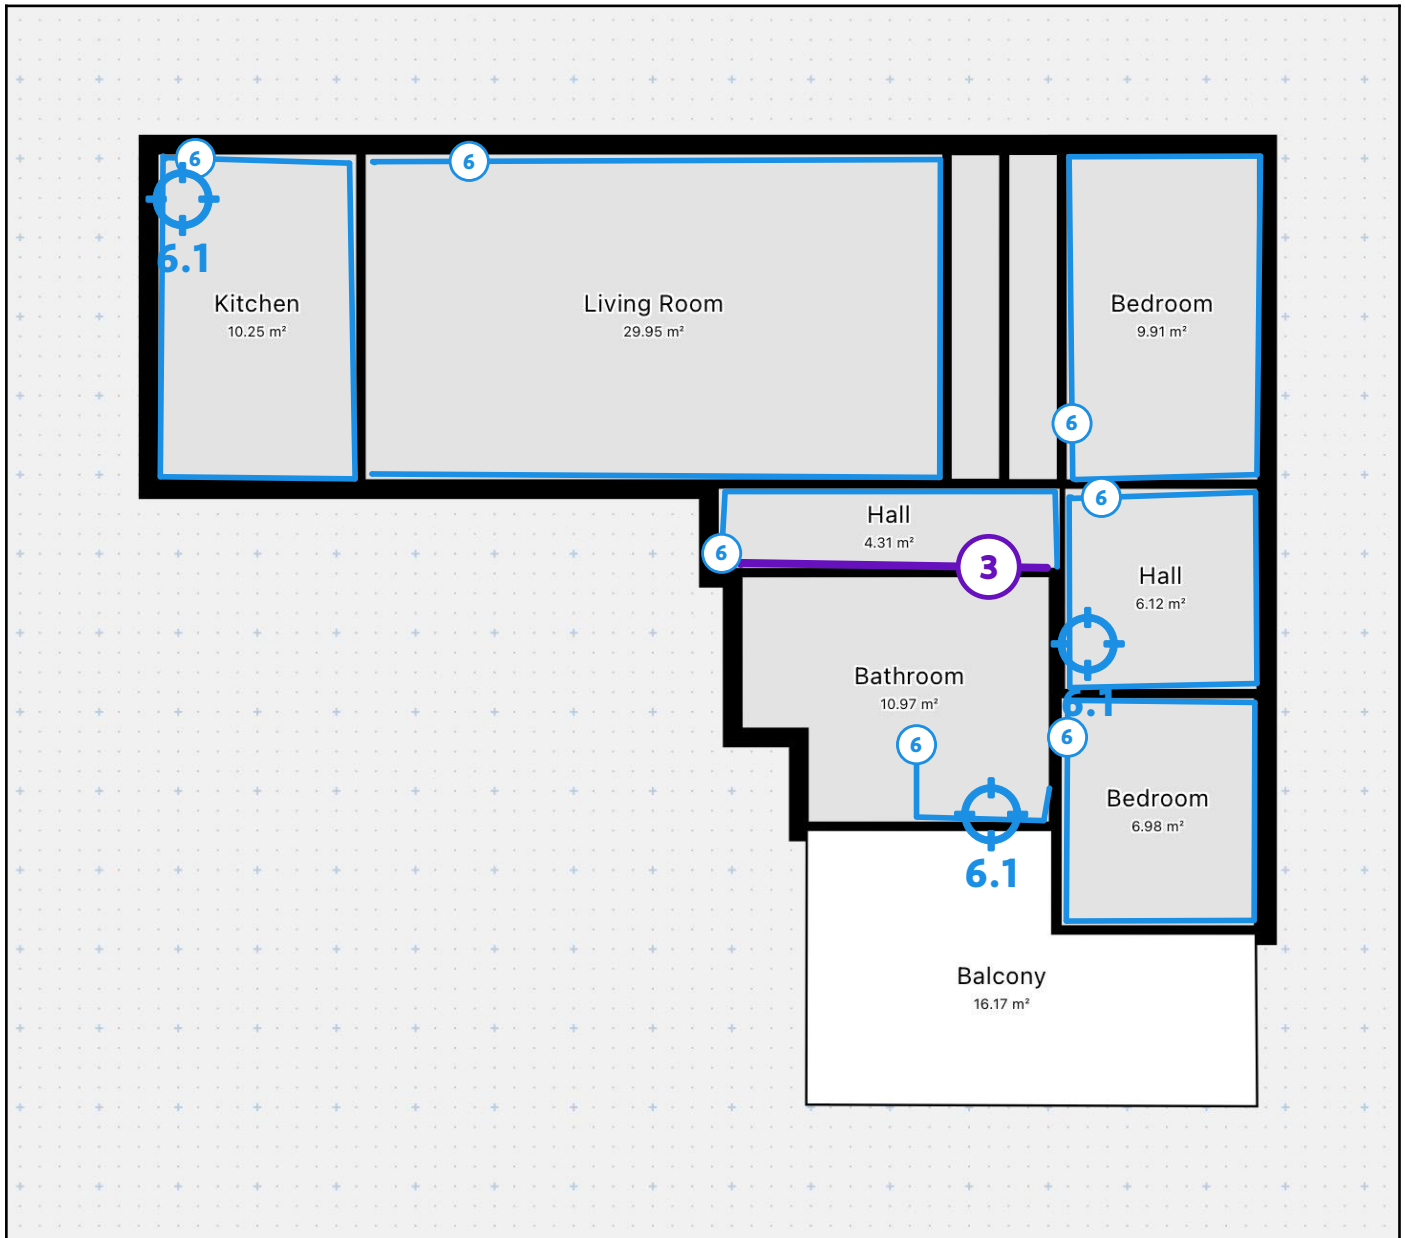 6
6
6.1
Kitchen
10.25 m²
Living Room
29.95 m²
Bedroom
9.91 m²
6
6
Hall
4.31 m²
6
3
Hall
6.12 m²
6.1
Bathroom
10.97 m²
6
6
Bedroom
6.98 m²
6.1
Balcony
16.17 m²